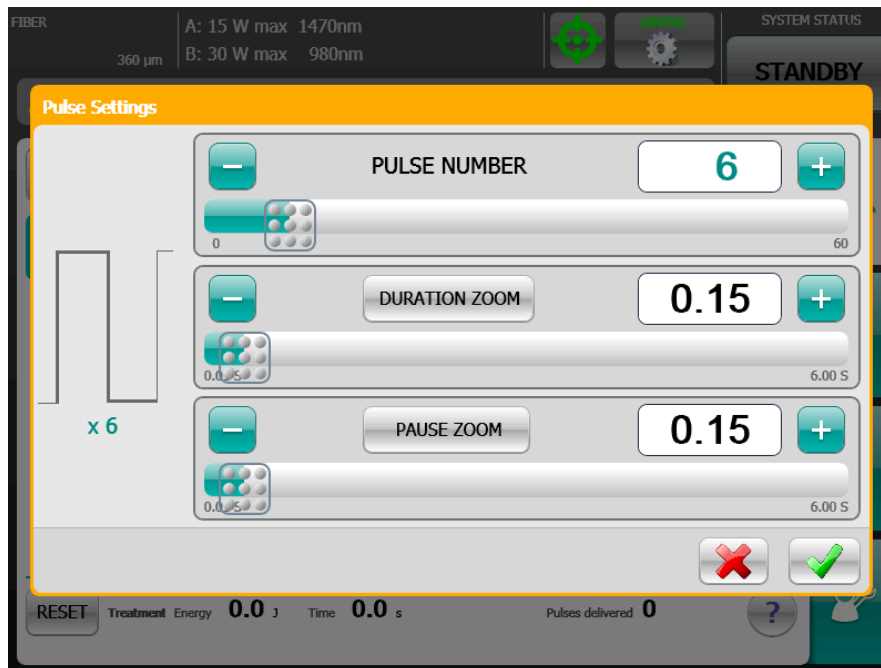 FIBER
360 µm
A: 15 W max 1470nm
B: 30 W max 980nm
AIMING
SYSTEM STATUS
STANDBY
Pulse Settings
PULSE NUMBER 6
0 60
DURATION ZOOM 0.15
6.00 S
x 6
PAUSE ZOOM 0.15
6.00 S
RESET Treatment Energy 0.0 J Time 0.0 s Pulses delivered 0 ?